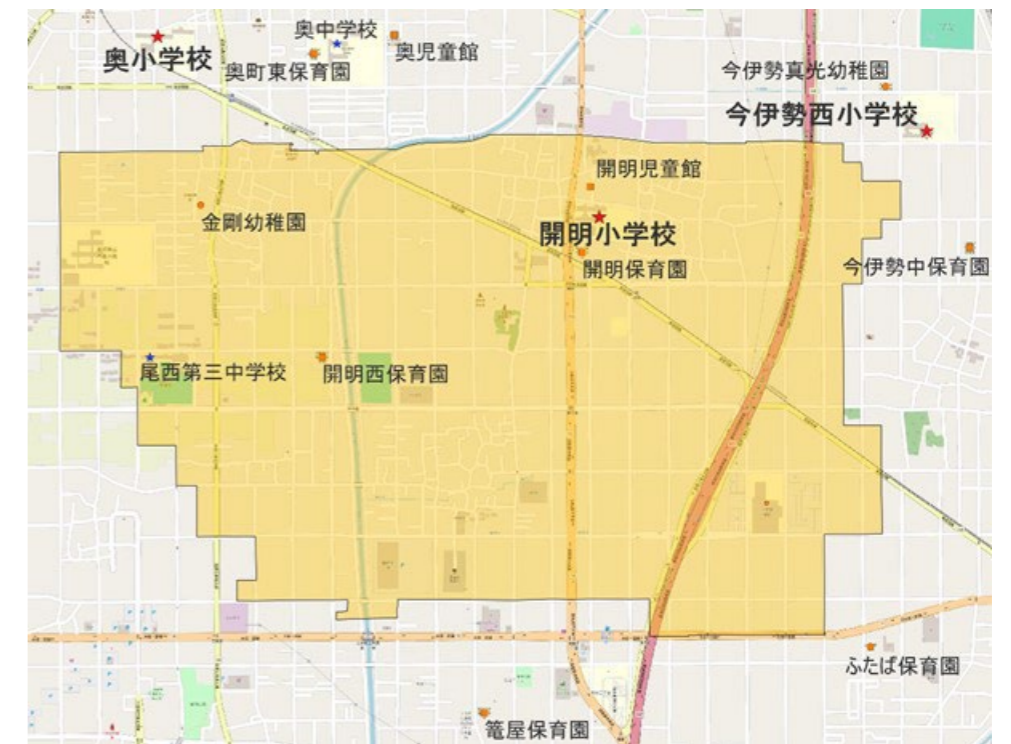 奥中学校
奥小学校
奥児童館
奥町東保育園
今伊勢真光幼稚園
今伊勢西小学校
開明児童館
金剛幼稚園
開明小学校
開明保育園
今伊勢中保育園
尾西第三中学校
開明西保育園
ふたば保育園
篭屋保育園